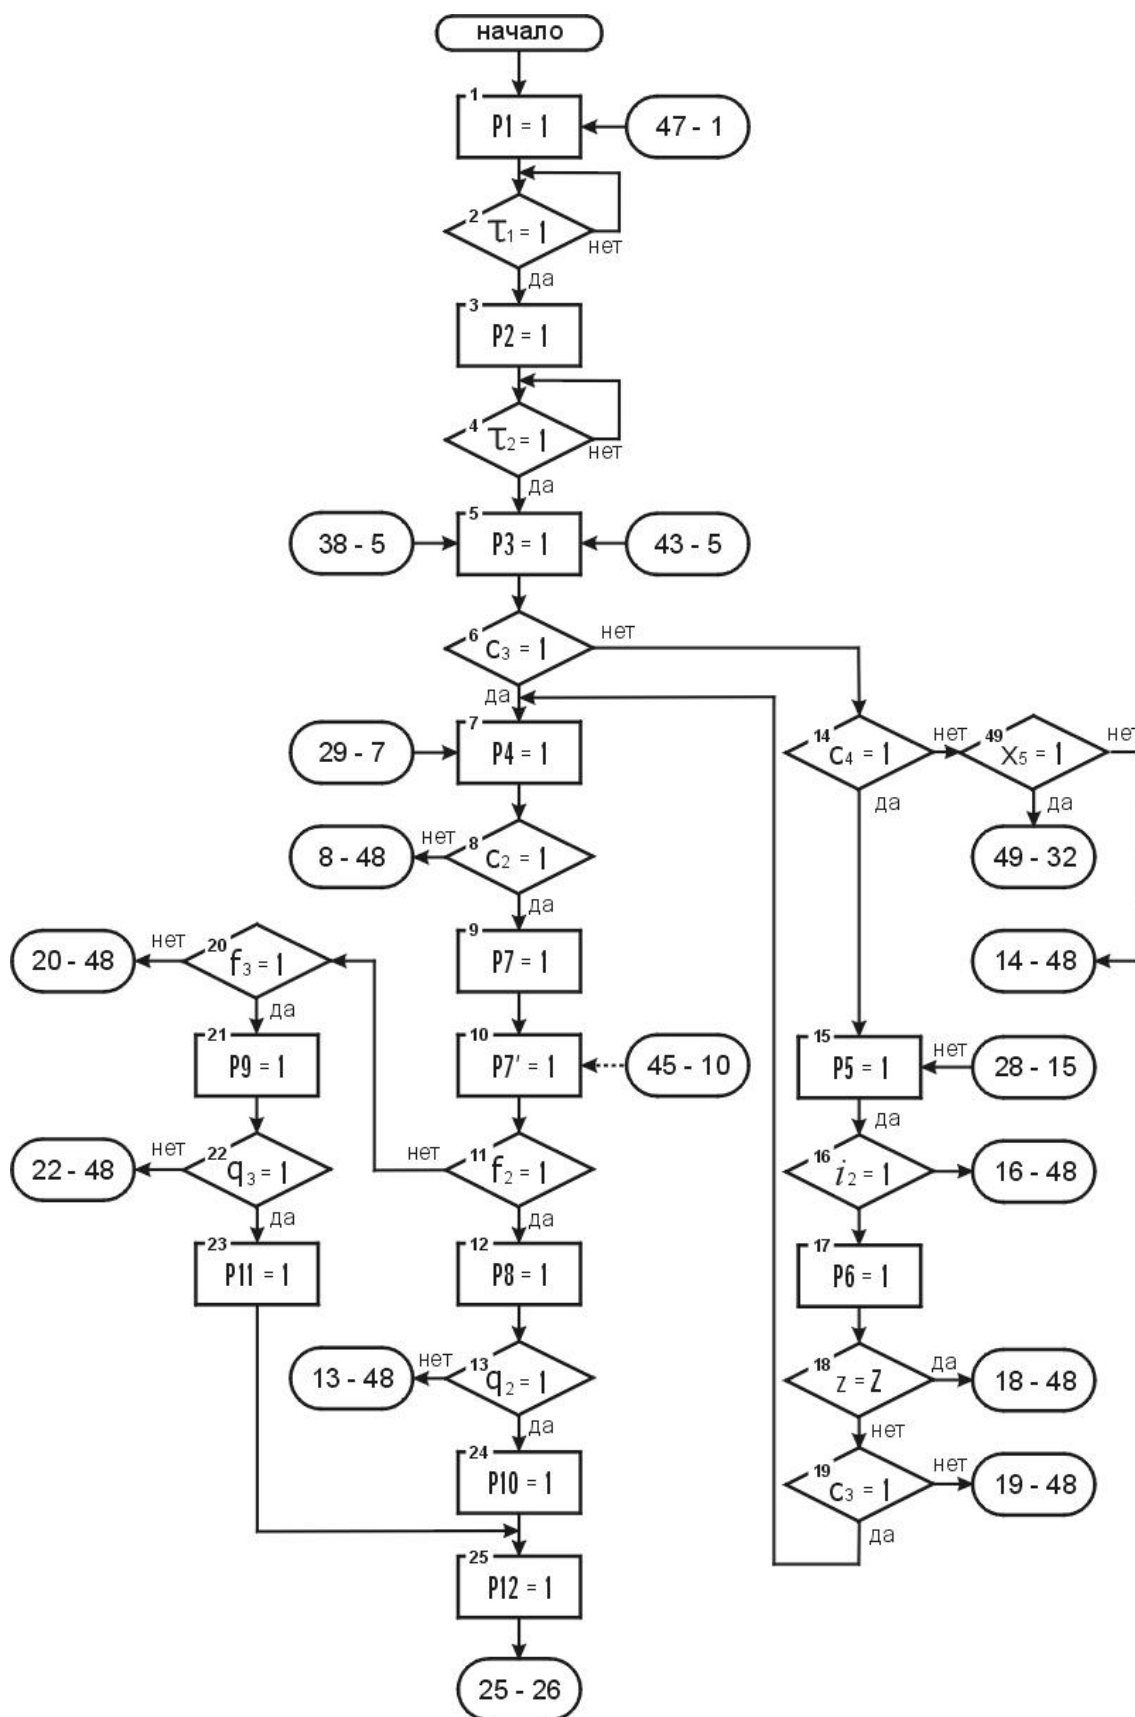 начало
1
P1 = 1
47 - 1
2
τ1 = 1
нет
да
3
P2 = 1
4
τ2 = 1
нет
да
38 - 5
5
P3 = 1
43 - 5
6
c3 = 1
нет
да
29 - 7
7
P4 = 1
14
c4 = 1
нет
49
x5 = 1
нет
да
да
8 - 48
нет
8
c2 = 1
49 - 32
да
20 - 48
нет
20
f3 = 1
9
P7 = 1
14 - 48
да
21
P9 = 1
10
P7' = 1
45 - 10
15
P5 = 1
нет
28 - 15
да
22 - 48
нет
22
q3 = 1
нет
11
f2 = 1
16
i2 = 1
16 - 48
да
да
23
P11 = 1
12
P8 = 1
17
P6 = 1
13 - 48
нет
13
q2 = 1
18
z = Z
да
18 - 48
да
нет
24
P10 = 1
19
c3 = 1
нет
19 - 48
да
25
P12 = 1
25 - 26